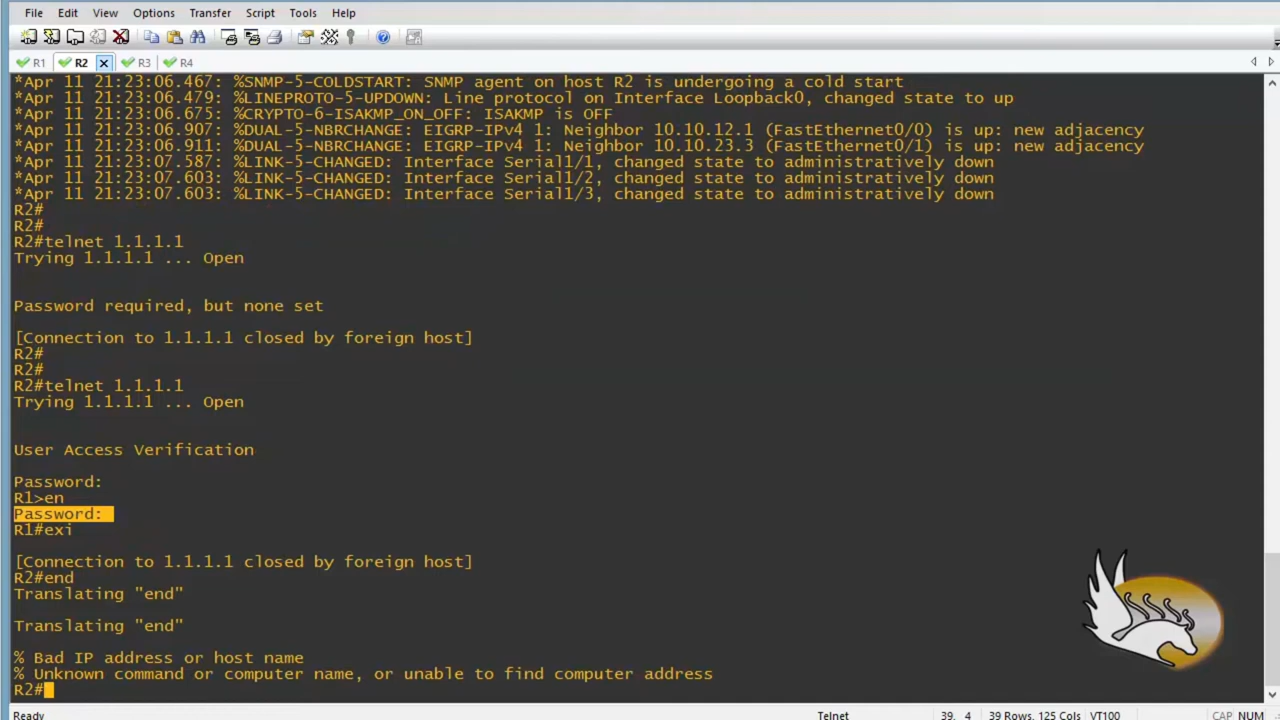 File Edit View Options Transfer Script Tools Help
R1 R2 R3 R4
*Apr 11 21:23:06.467: %SNMP-5-COLDSTART: SNMP agent on host R2 is undergoing a cold start
*Apr 11 21:23:06.479: %LINEPROTO-5-UPDOWN: Line protocol on Interface Loopback0, changed state to up
*Apr 11 21:23:06.675: %CRYPTO-6-ISAKMP_ON_OFF: ISAKMP is OFF
*Apr 11 21:23:06.907: %DUAL-5-NBRCHANGE: EIGRP-IPv4 1: Neighbor 10.10.12.1 (FastEthernet0/0) is up: new adjacency
*Apr 11 21:23:06.911: %DUAL-5-NBRCHANGE: EIGRP-IPv4 1: Neighbor 10.10.23.3 (FastEthernet0/1) is up: new adjacency
*Apr 11 21:23:07.587: %LINK-5-CHANGED: Interface Serial1/1, changed state to administratively down
*Apr 11 21:23:07.603: %LINK-5-CHANGED: Interface Serial1/2, changed state to administratively down
*Apr 11 21:23:07.603: %LINK-5-CHANGED: Interface Serial1/3, changed state to administratively down
R2#
R2#
R2#telnet 1.1.1.1
Trying 1.1.1.1 ... Open
Password required, but none set
[Connection to 1.1.1.1 closed by foreign host]
R2#
R2#
R2#telnet 1.1.1.1
Trying 1.1.1.1 ... Open
User Access Verification
Password:
R1>en
Password:
R1#exi
[Connection to 1.1.1.1 closed by foreign host]
R2#end
Translating "end"
Translating "end"
% Bad IP address or host name
% Unknown command or computer name, or unable to find computer address
R2#
Ready Telnet 39, 4 39 Rows, 125 Cols VT100 CAP NUM